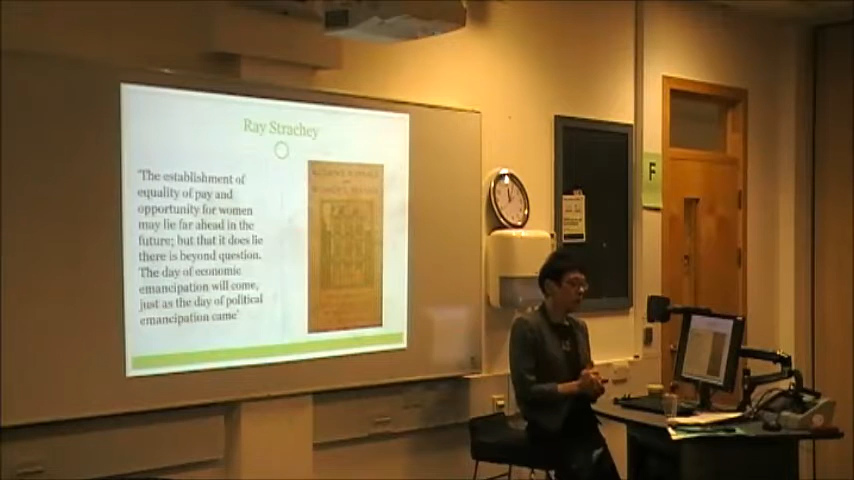 Ray Strachey
'The establishment of
equality of pay and
opportunity for women
may lie far ahead in the
future; but that it does lie
there is beyond question.
The day of economic
emancipation will come,
just as the day of political
emancipation came'
F